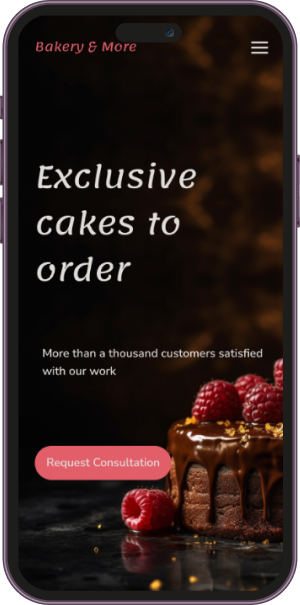 Bakery & More
Exclusive
cakes to
order
More than a thousand customers satisfied
with our work
Request Consultation